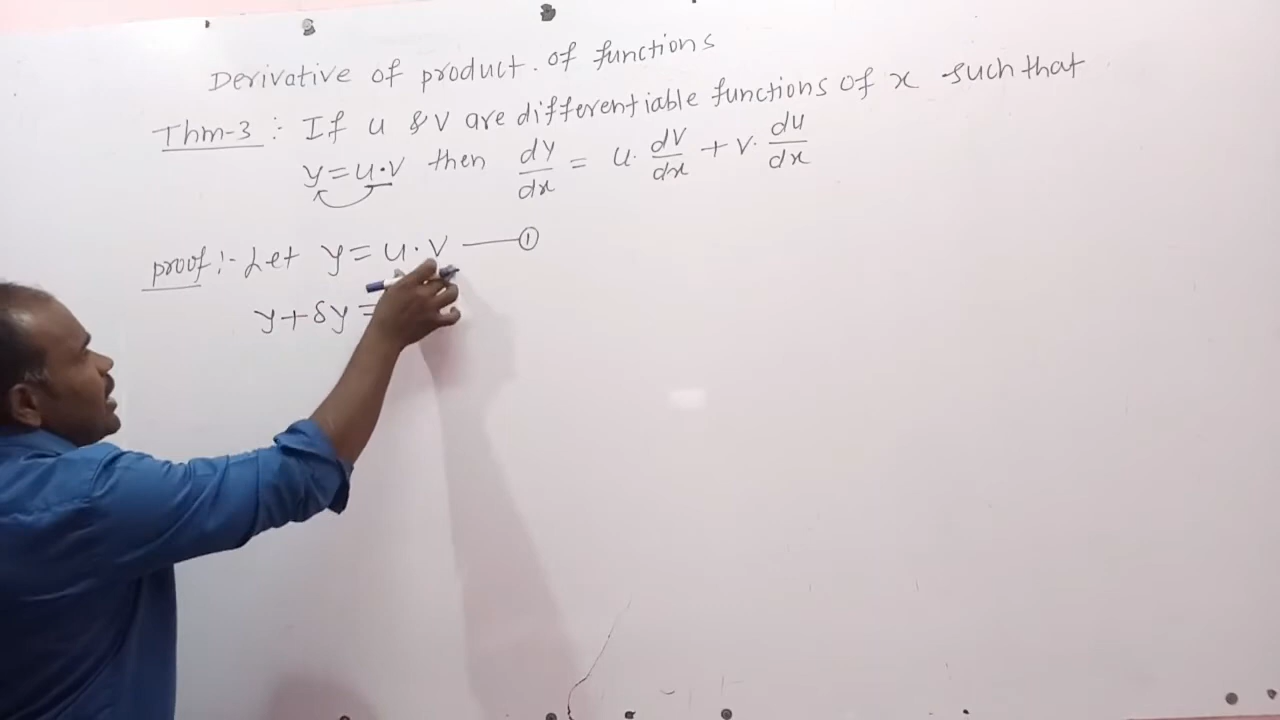 Derivative of product. of functions
Thm-3 :- If u & v are differentiable functions of x such that
y = u·v then dy/dx = u· dv/dx + v· du/dx
proof :- Let y = u·v —— ①
y + δy =